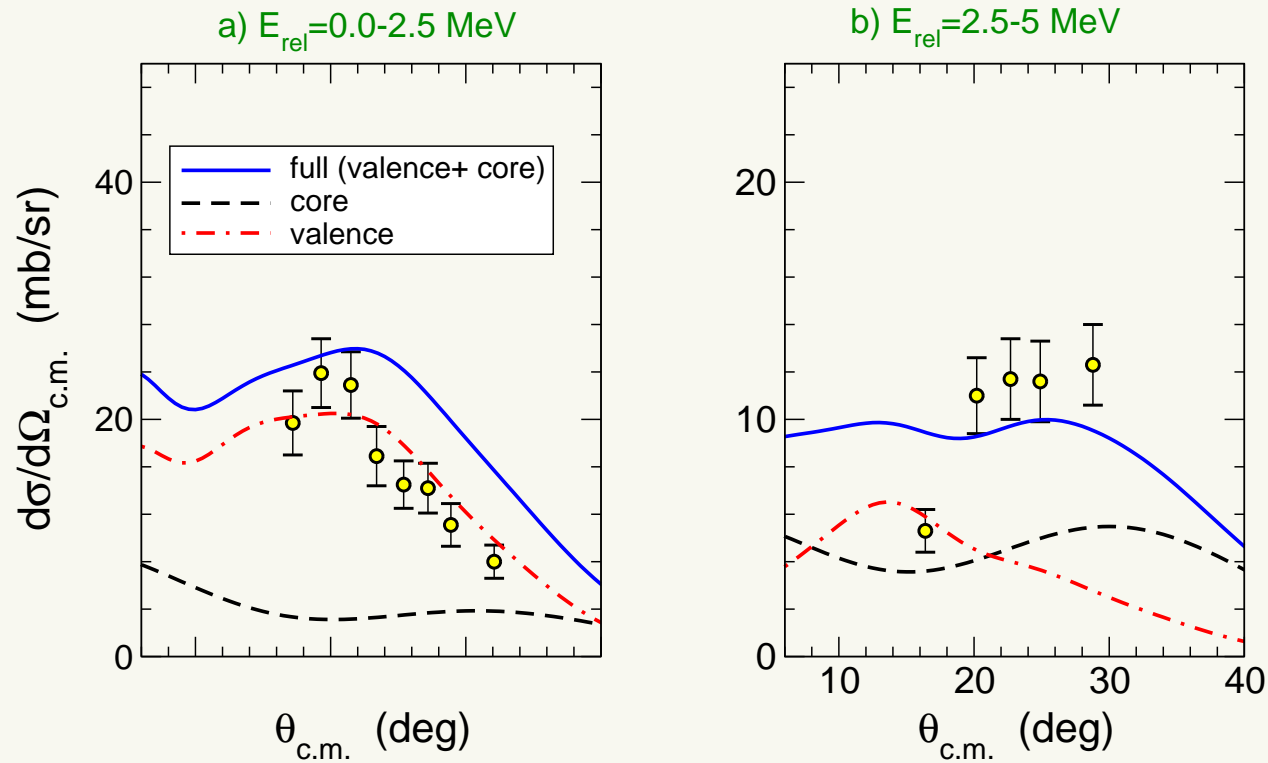 a) E_rel=0.0-2.5 MeV
b) E_rel=2.5-5 MeV
dσ/dΩ_c.m. (mb/sr)
40
20
0
full (valence+ core)
core
valence
θ_c.m. (deg)
20
10
0
10 20 30 40
θ_c.m. (deg)